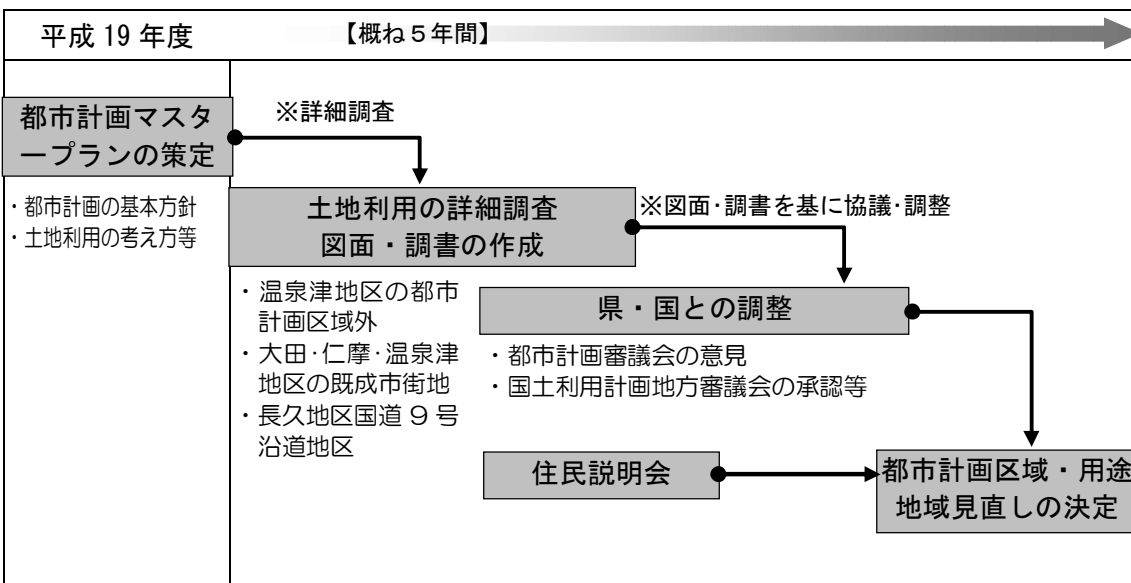 平成 19 年度
【概ね５年間】
都市計画マスタ
ープランの策定
※詳細調査
・都市計画の基本方針
・土地利用の考え方等
土地利用の詳細調査
図面・調書の作成
※図面・調書を基に協議・調整
・温泉津地区の都市
計画区域外
・大田・仁摩・温泉津
地区の既成市街地
・長久地区国道 9 号
沿道地区
県・国との調整
・都市計画審議会の意見
・国土利用計画地方審議会の承認等
住民説明会
都市計画区域・用途
地域見直しの決定